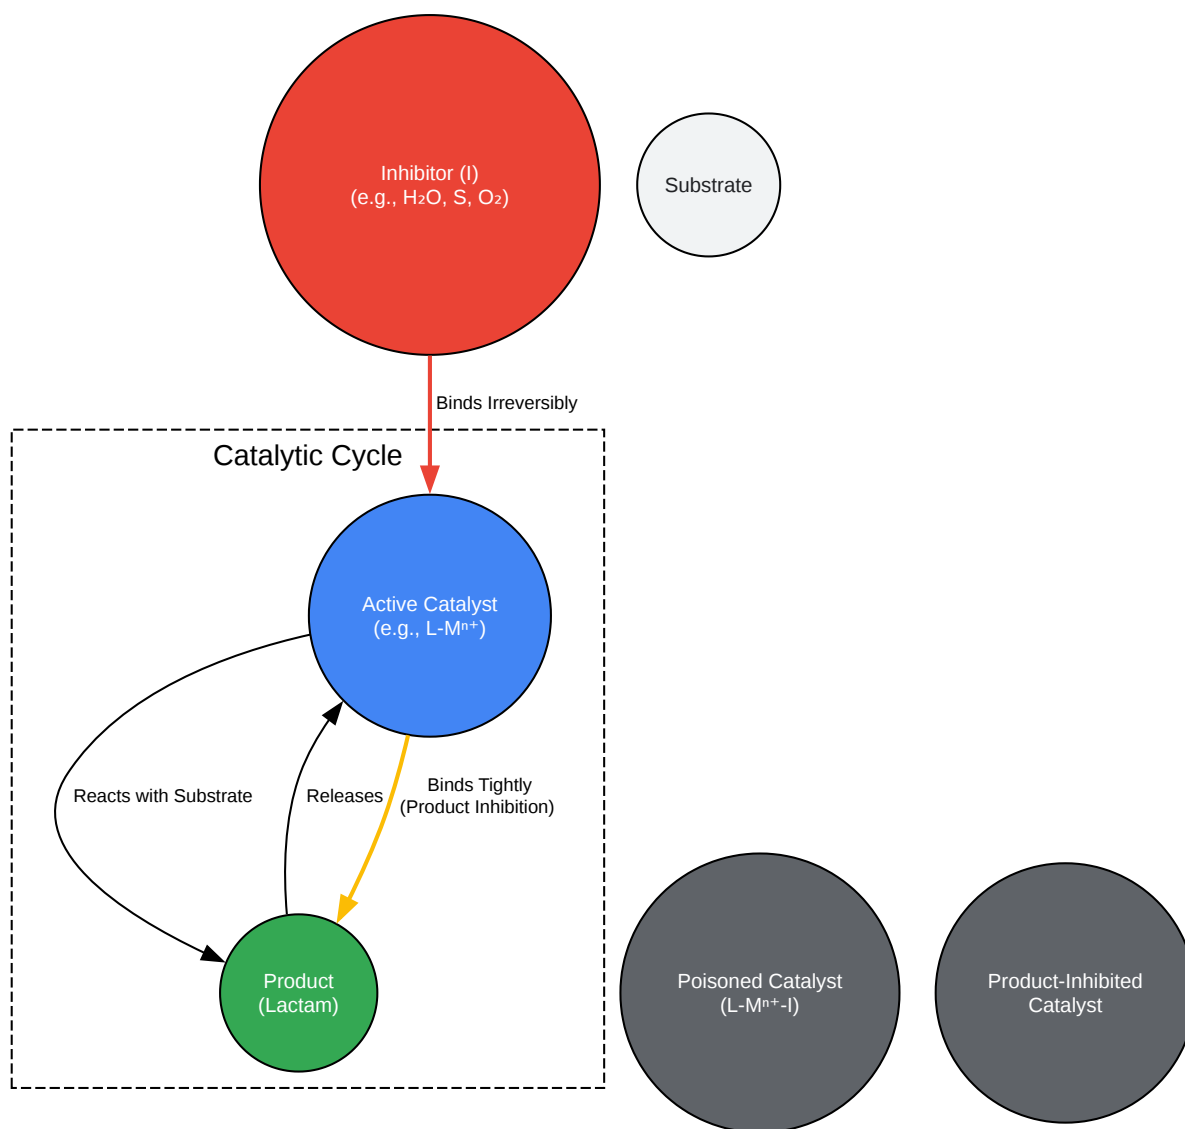 Inhibitor (I)
(e.g., H₂O, S, O₂)
Substrate
Binds Irreversibly
Catalytic Cycle
Active Catalyst
(e.g., L-Mⁿ⁺)
Reacts with Substrate
Releases
Binds Tightly
(Product Inhibition)
Product
(Lactam)
Poisoned Catalyst
(L-Mⁿ⁺-I)
Product-Inhibited
Catalyst